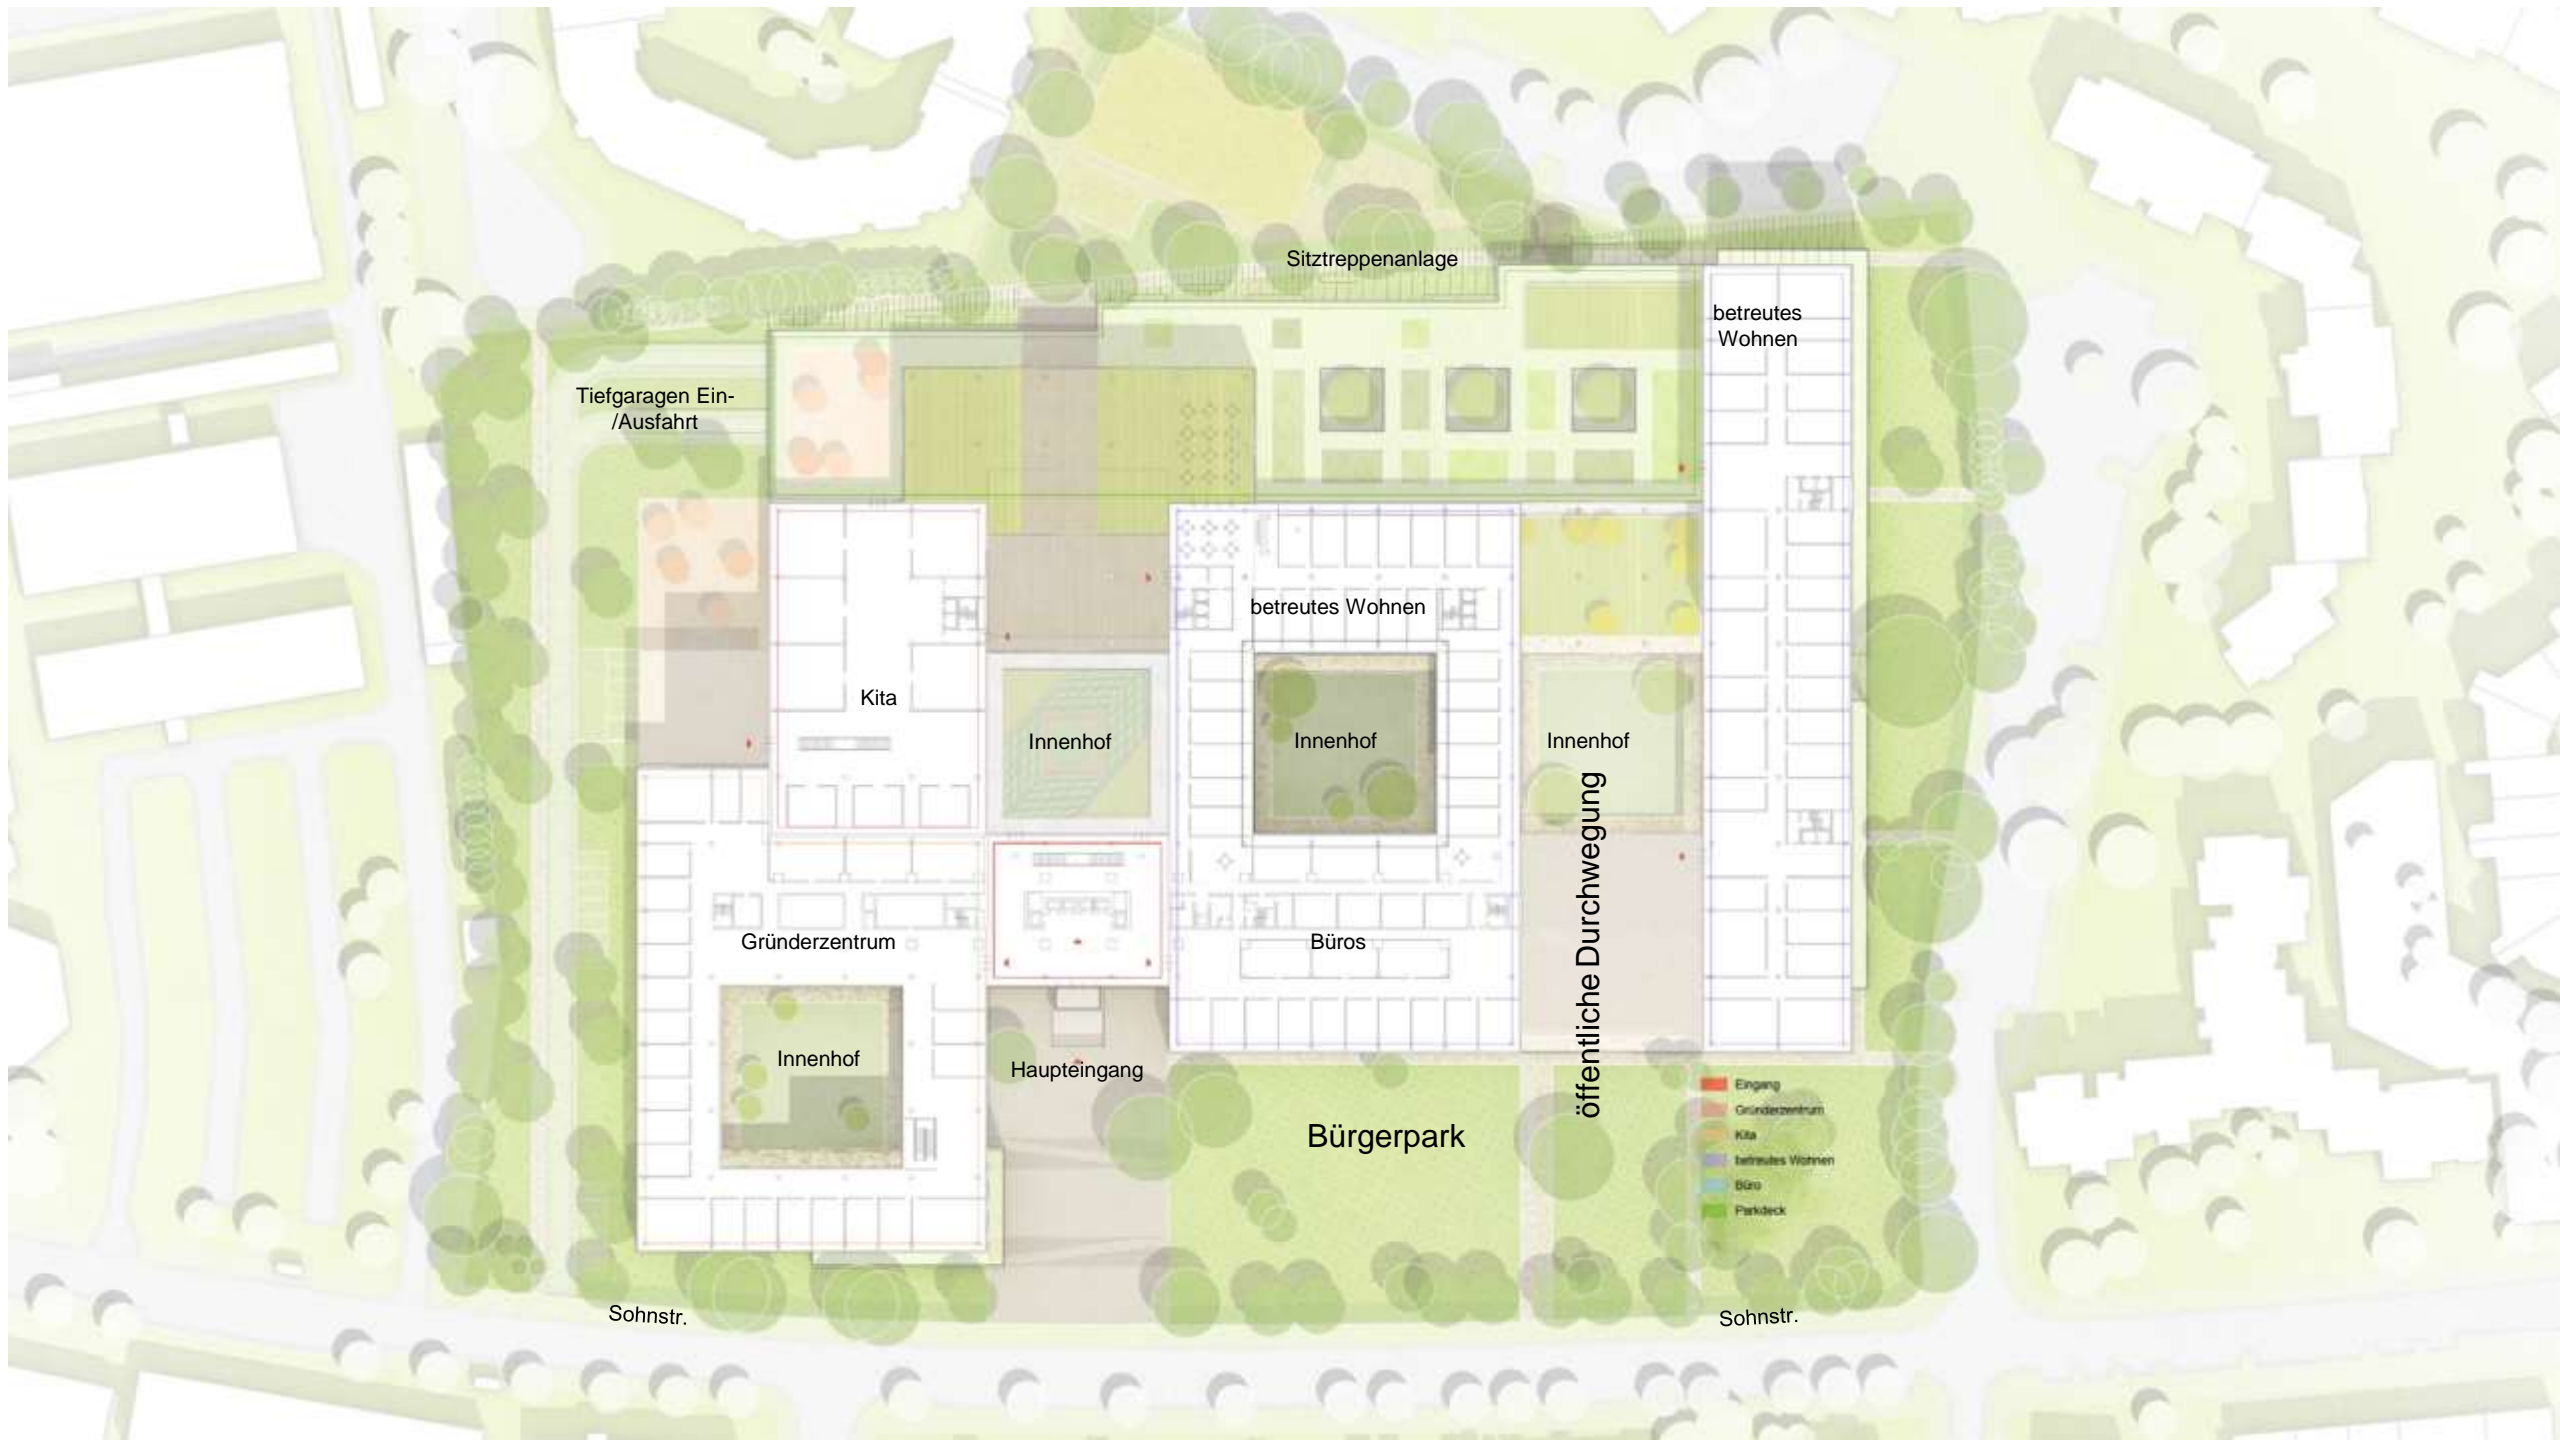 Sitztreppenanlage
betreutes
Wohnen
Tiefgaragen Ein-
/Ausfahrt
betreutes Wohnen
Kita
Innenhof
Innenhof
Innenhof
öffentliche Durchwegung
Gründerzentrum
Büros
Innenhof
Haupteingang
Bürgerpark
Eingang
Gründerzentrum
Kita
betreutes Wohnen
Büro
Parkdeck
Sohnstr.
Sohnstr.